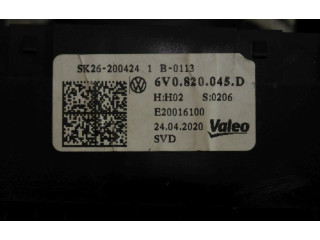 SK26-200424 1 B-0113
6V0.820.045.D
H:H02 S:0206
E20016100
24.04.2020 Valeo
SVD